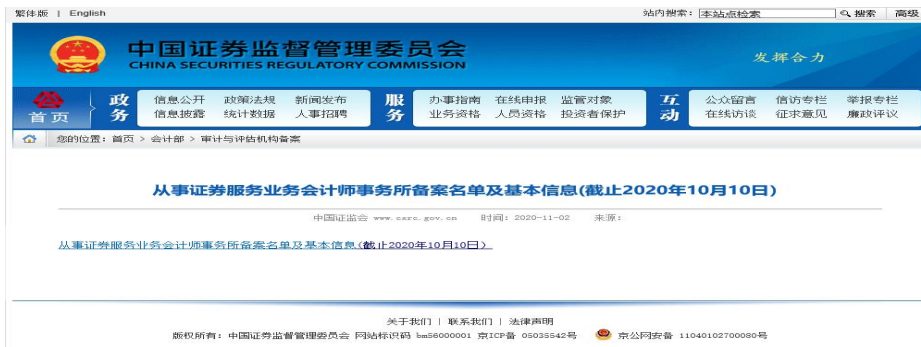 繁体版 | English 站内搜索： 本站点检索 搜索 高级
中国证券监督管理委员会
CHINA SECURITIES REGULATORY COMMISSION
发挥合力
首页 政务 信息公开 政策法规 新闻发布 服务 办事指南 在线申报 监管对象 互动 公众留言 信访专栏 举报专栏
信息披露 统计数据 人事招聘 业务资格 人员资格 投资者保护 在线访谈 征求意见 廉政评议
您的位置：首页 > 会计部 > 审计与评估机构备案
从事证券服务业务会计师事务所备案名单及基本信息(截止2020年10月10日)
中国证监会 www.csrc.gov.cn 时间：2020-11-02 来源：
从事证券服务业务会计师事务所备案名单及基本信息(截止2020年10月10日)
关于我们 | 联系我们 | 法律声明
版权所有：中国证券监督管理委员会 网站标识码 bm56000001 京ICP备 05035542号 京公网安备 11040102700080号